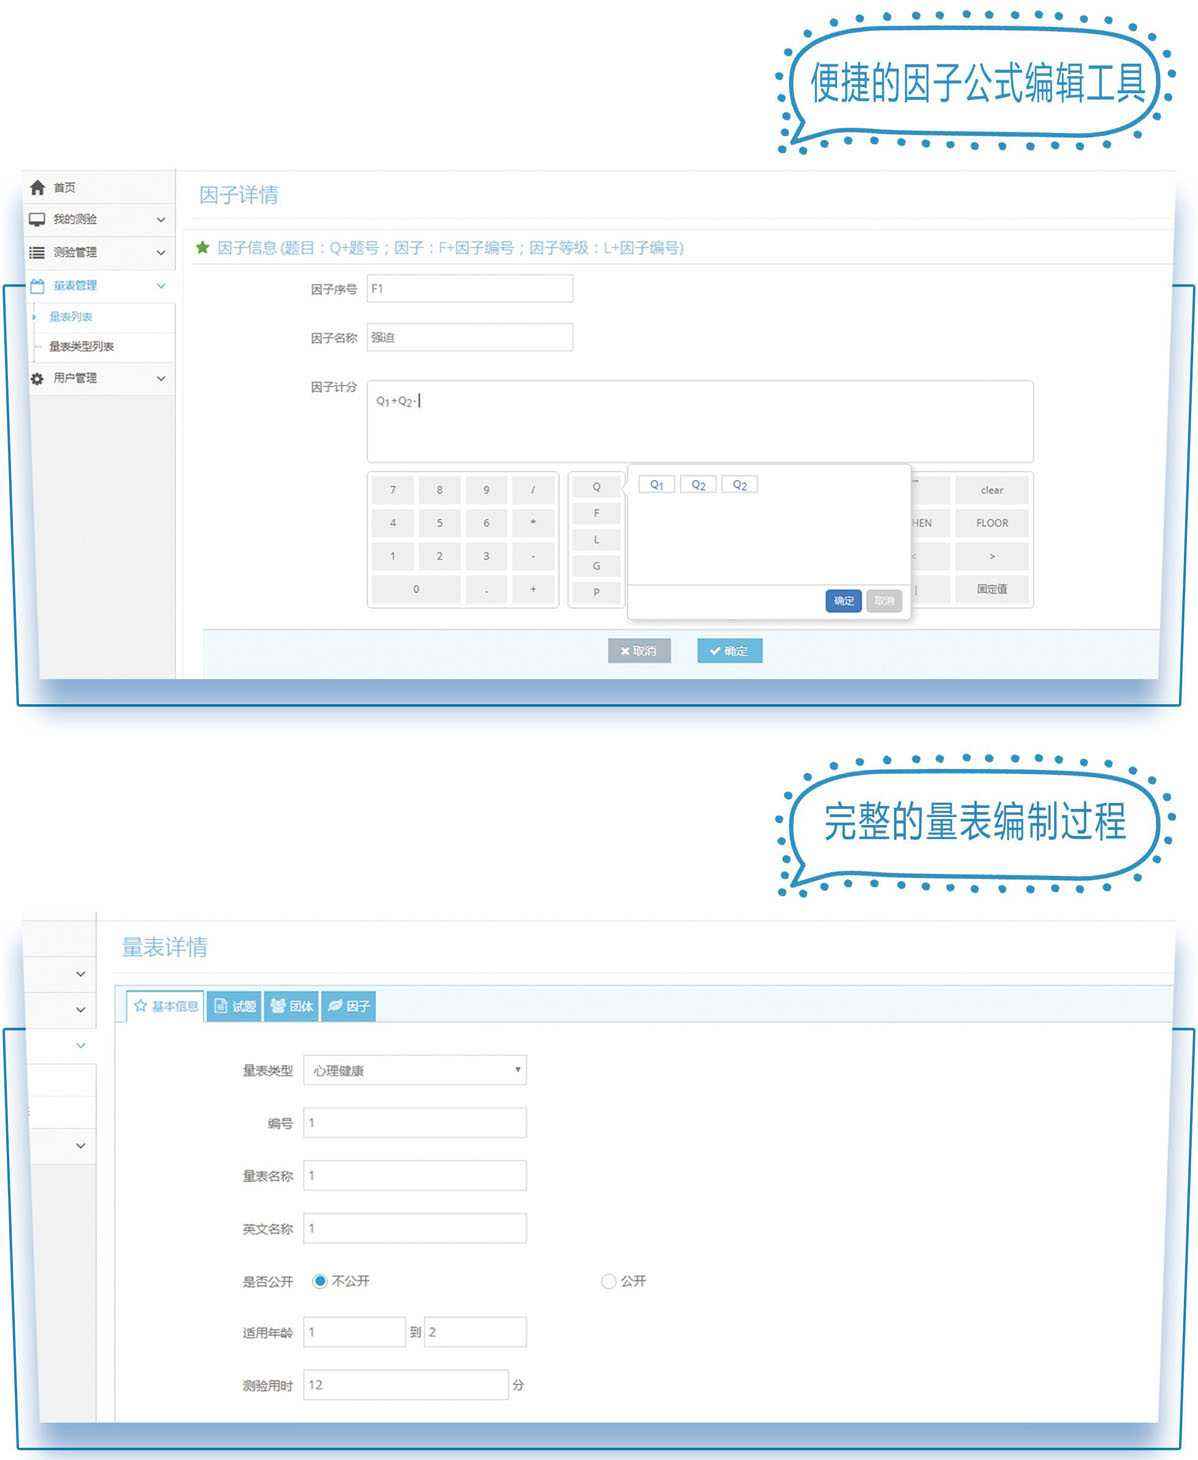 便捷的因子公式编辑工具
首页
我的测验
测验管理
量表管理
量表列表
量表类型列表
用户管理
因子详情
因子信息(题目：Q+题号；因子：F+因子编号；因子等级：L+因子编号)
因子序号 F1
因子名称 强迫
因子计分
Q1+Q2-
7 8 9 / Q Q1 Q2 Q2 clear
4 5 6 * F HEN FLOOR
1 2 3 - L < >
0 . + G 固定值
P
确定 取消
取消 确定
完整的量表编制过程
量表详情
基本信息 试题 团体 因子
量表类型 心理健康
编号 1
量表名称 1
英文名称 1
是否公开 不公开 公开
适用年龄 1 到 2
测验用时 12 分